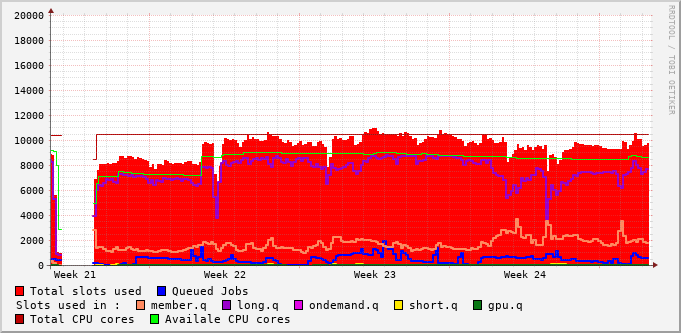 20000
18000
16000
14000
12000
10000
8000
6000
4000
2000
0
Week 21 Week 22 Week 23 Week 24
RRDTOOL / TOBI OETIKER
Total slots used Queued Jobs
Slots used in : member.q long.q ondemand.q short.q gpu.q
Total CPU cores Availale CPU cores